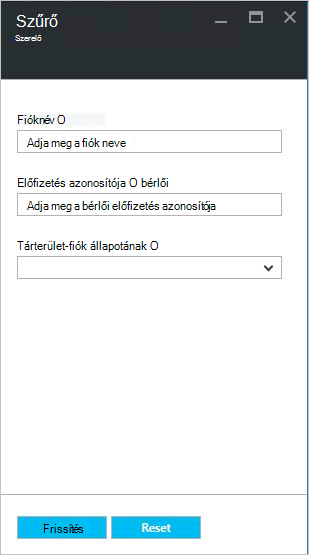 Szűrő
Szerelő
Fióknév O
Adja meg a fiók neve
Előfizetés azonosítója O bérlői
Adja meg a bérlői előfizetés azonosítója
Tárterület-fiók állapotának O
Frissítés
Reset